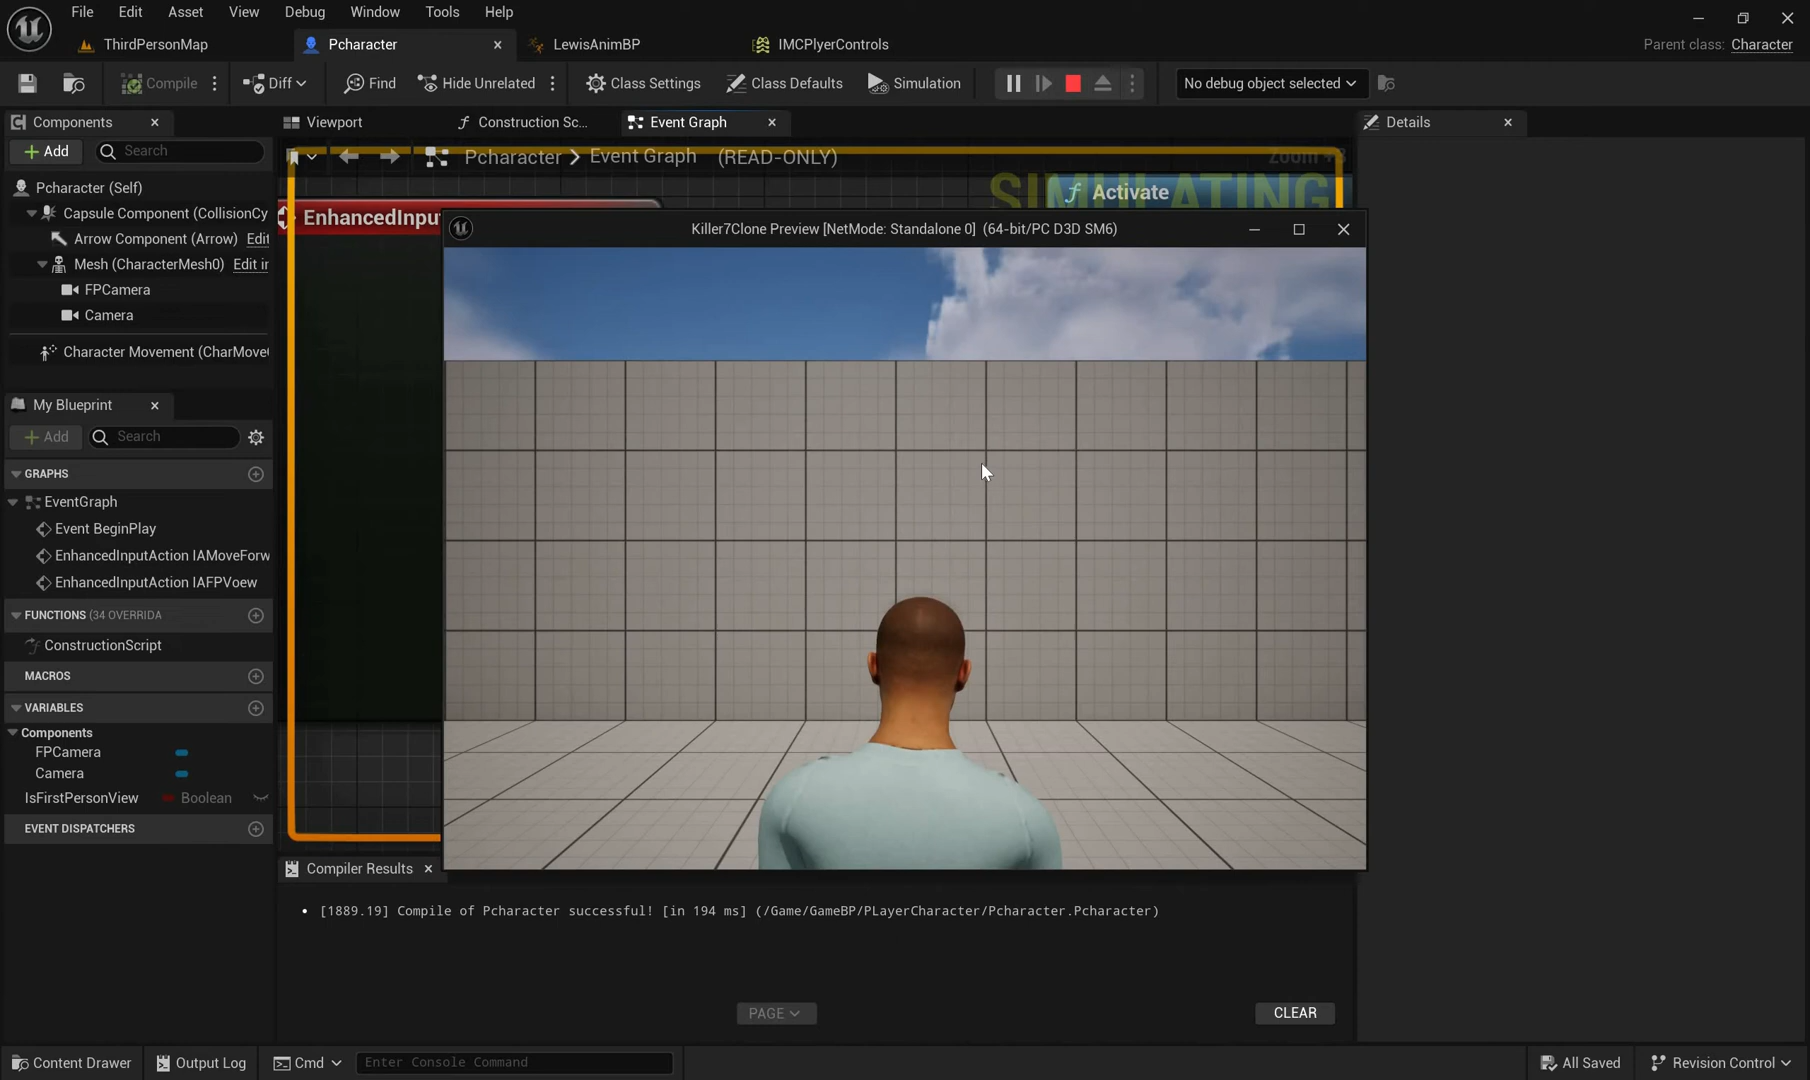 File Edit Asset View Debug Window Tools Help
ThirdPersonMap Pcharacter LewisAnimBP IMCPlyerControls Parent class: Character
Compile Diff Find Hide Unrelated Class Settings Class Defaults Simulation No debug object selected
Components Viewport Construction Sc... Event Graph Details
Add Search
Pcharacter > Event Graph (READ-ONLY) Zoom +3
SIMULATING
Activate
Pcharacter (Self)
Capsule Component (CollisionCy
Arrow Component (Arrow) Edit
Mesh (CharacterMesh0) Edit in
FPCamera
Camera
Character Movement (CharMove
EnhancedInpu
Killer7Clone Preview [NetMode: Standalone 0] (64-bit/PC D3D SM6)
My Blueprint
Add Search
GRAPHS
EventGraph
Event BeginPlay
EnhancedInputAction IAMoveForw
EnhancedInputAction IAFPVoew
FUNCTIONS (34 OVERRIDA
ConstructionScript
MACROS
VARIABLES
Components
FPCamera
Camera
IsFirstPersonView Boolean
EVENT DISPATCHERS
Compiler Results
[1889.19] Compile of Pcharacter successful! [in 194 ms] (/Game/GameBP/PLayerCharacter/Pcharacter.Pcharacter)
PAGE CLEAR
Content Drawer Output Log Cmd Enter Console Command All Saved Revision Control